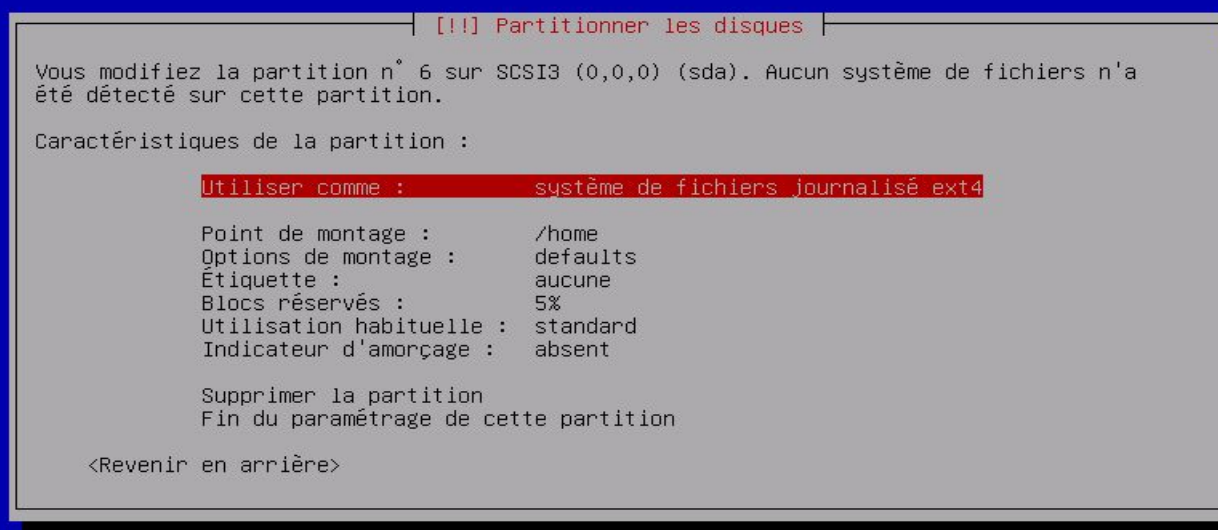 [!!] Partitionner les disques
Vous modifiez la partition n° 6 sur SCSI3 (0,0,0) (sda). Aucun système de fichiers n'a
été détecté sur cette partition.
Caractéristiques de la partition :
Utiliser comme : système de fichiers journalisé ext4
Point de montage : /home
Options de montage : defaults
Étiquette : aucune
Blocs réservés : 5%
Utilisation habituelle : standard
Indicateur d'amorçage : absent
Supprimer la partition
Fin du paramétrage de cette partition
<Revenir en arrière>